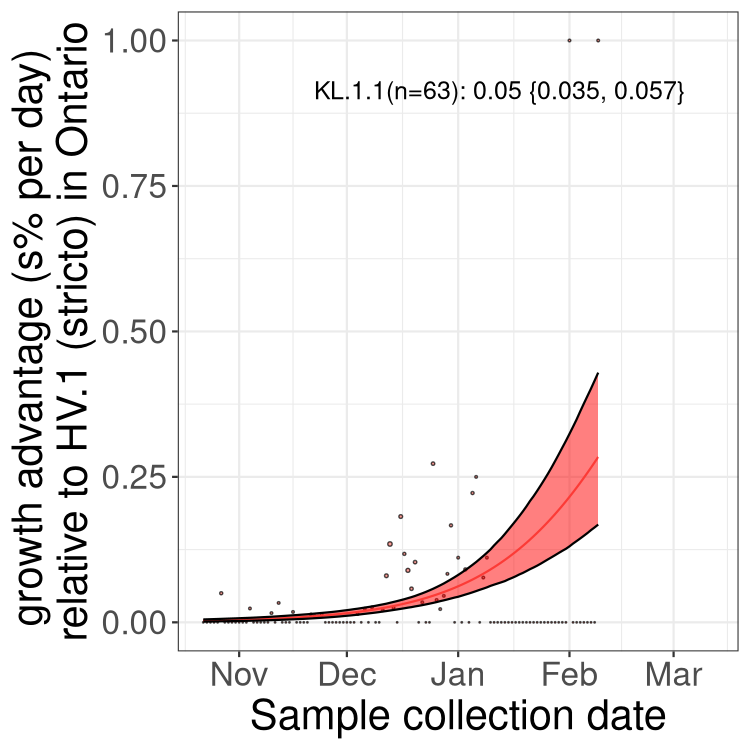 growth advantage (s% per day)
relative to HV.1 (stricto) in Ontario
1.00
0.75
0.50
0.25
0.00
KL.1.1(n=63): 0.05 {0.035, 0.057}
Nov Dec Jan Feb Mar
Sample collection date